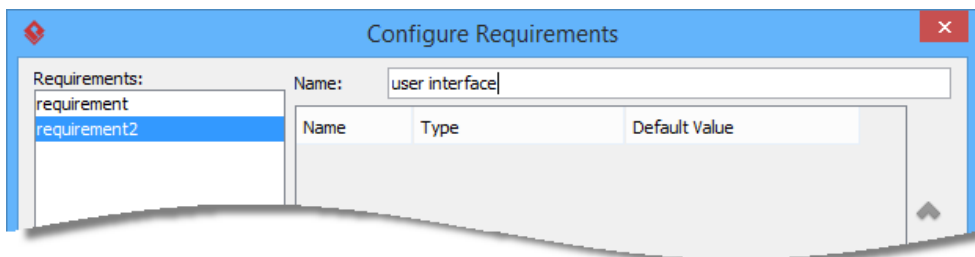 Configure Requirements
Requirements:
requirement
requirement2
Name: user interface
Name Type Default Value